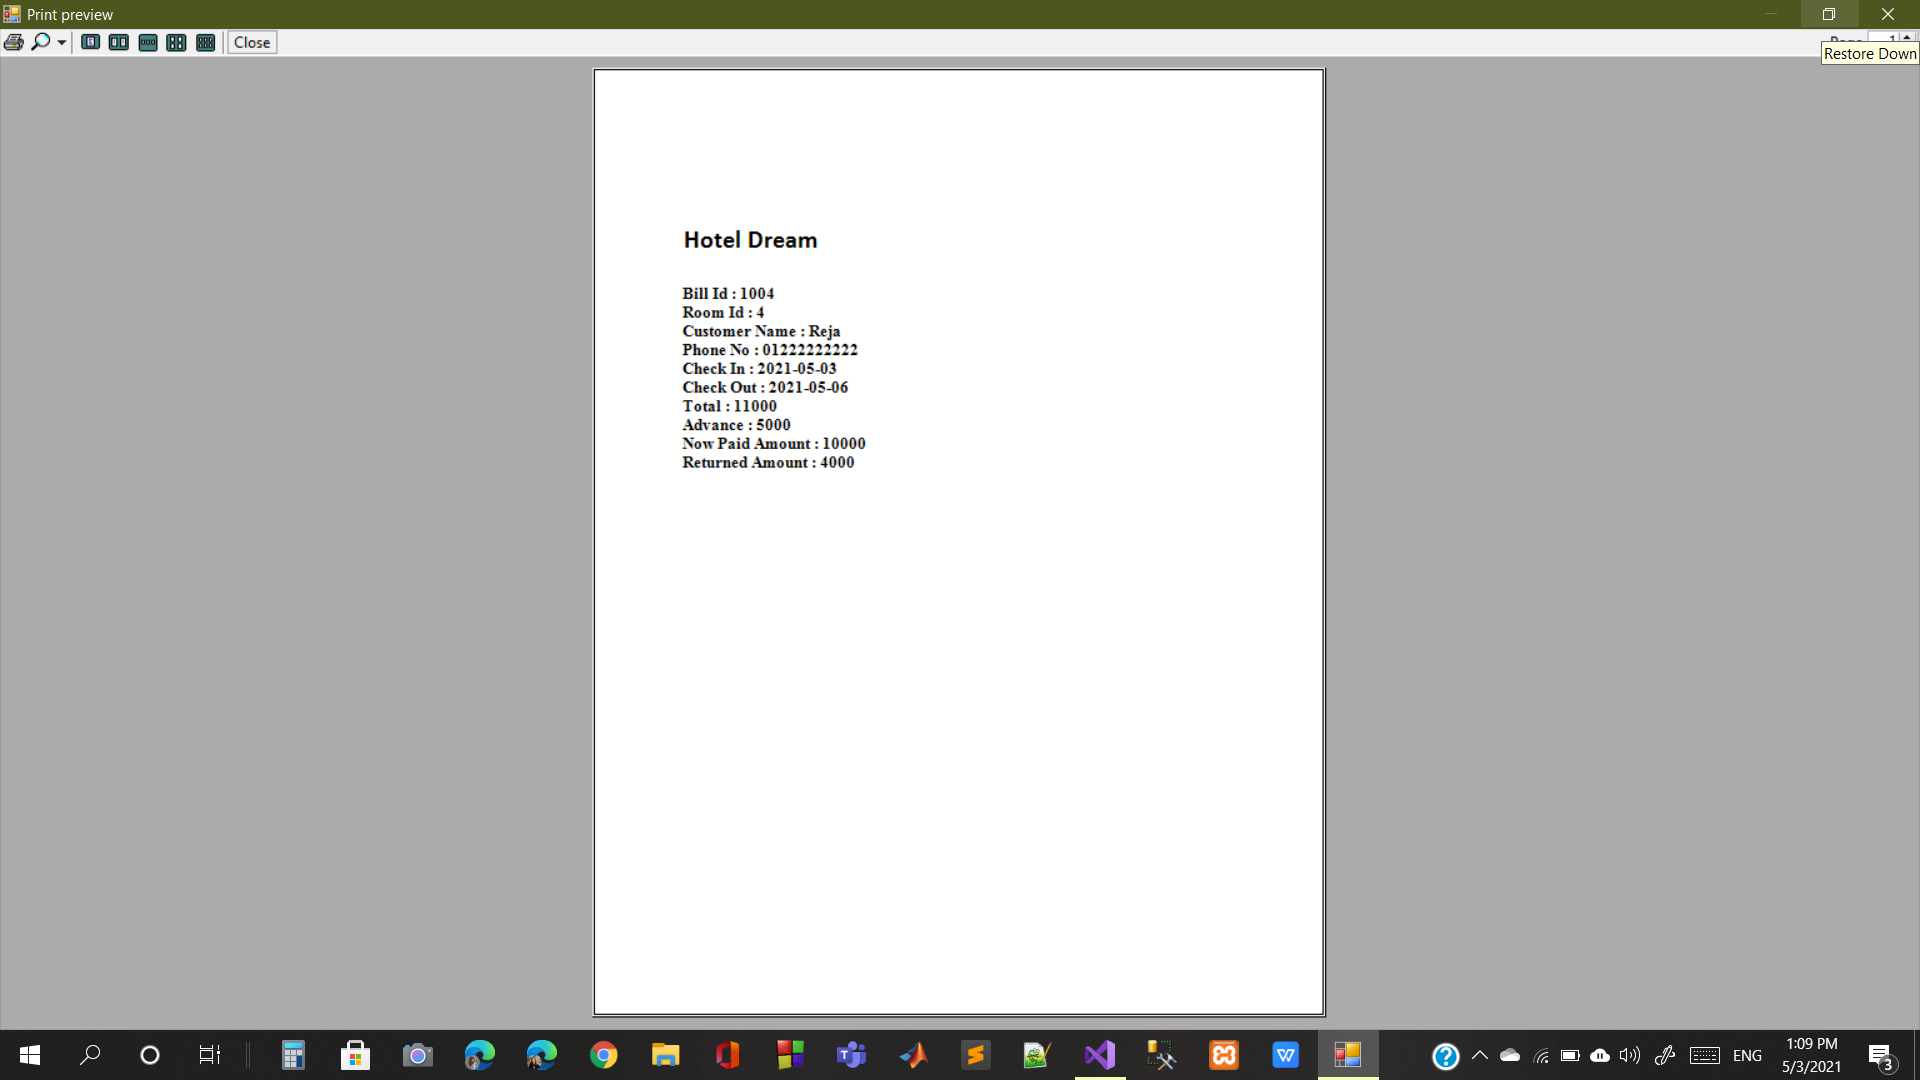 Print preview
Close
Restore Down
Hotel Dream
Bill Id : 1004
Room Id : 4
Customer Name : Reja
Phone No : 01222222222
Check In : 2021-05-03
Check Out : 2021-05-06
Total : 11000
Advance : 5000
Now Paid Amount : 10000
Returned Amount : 4000
ENG
1:09 PM
5/3/2021
3